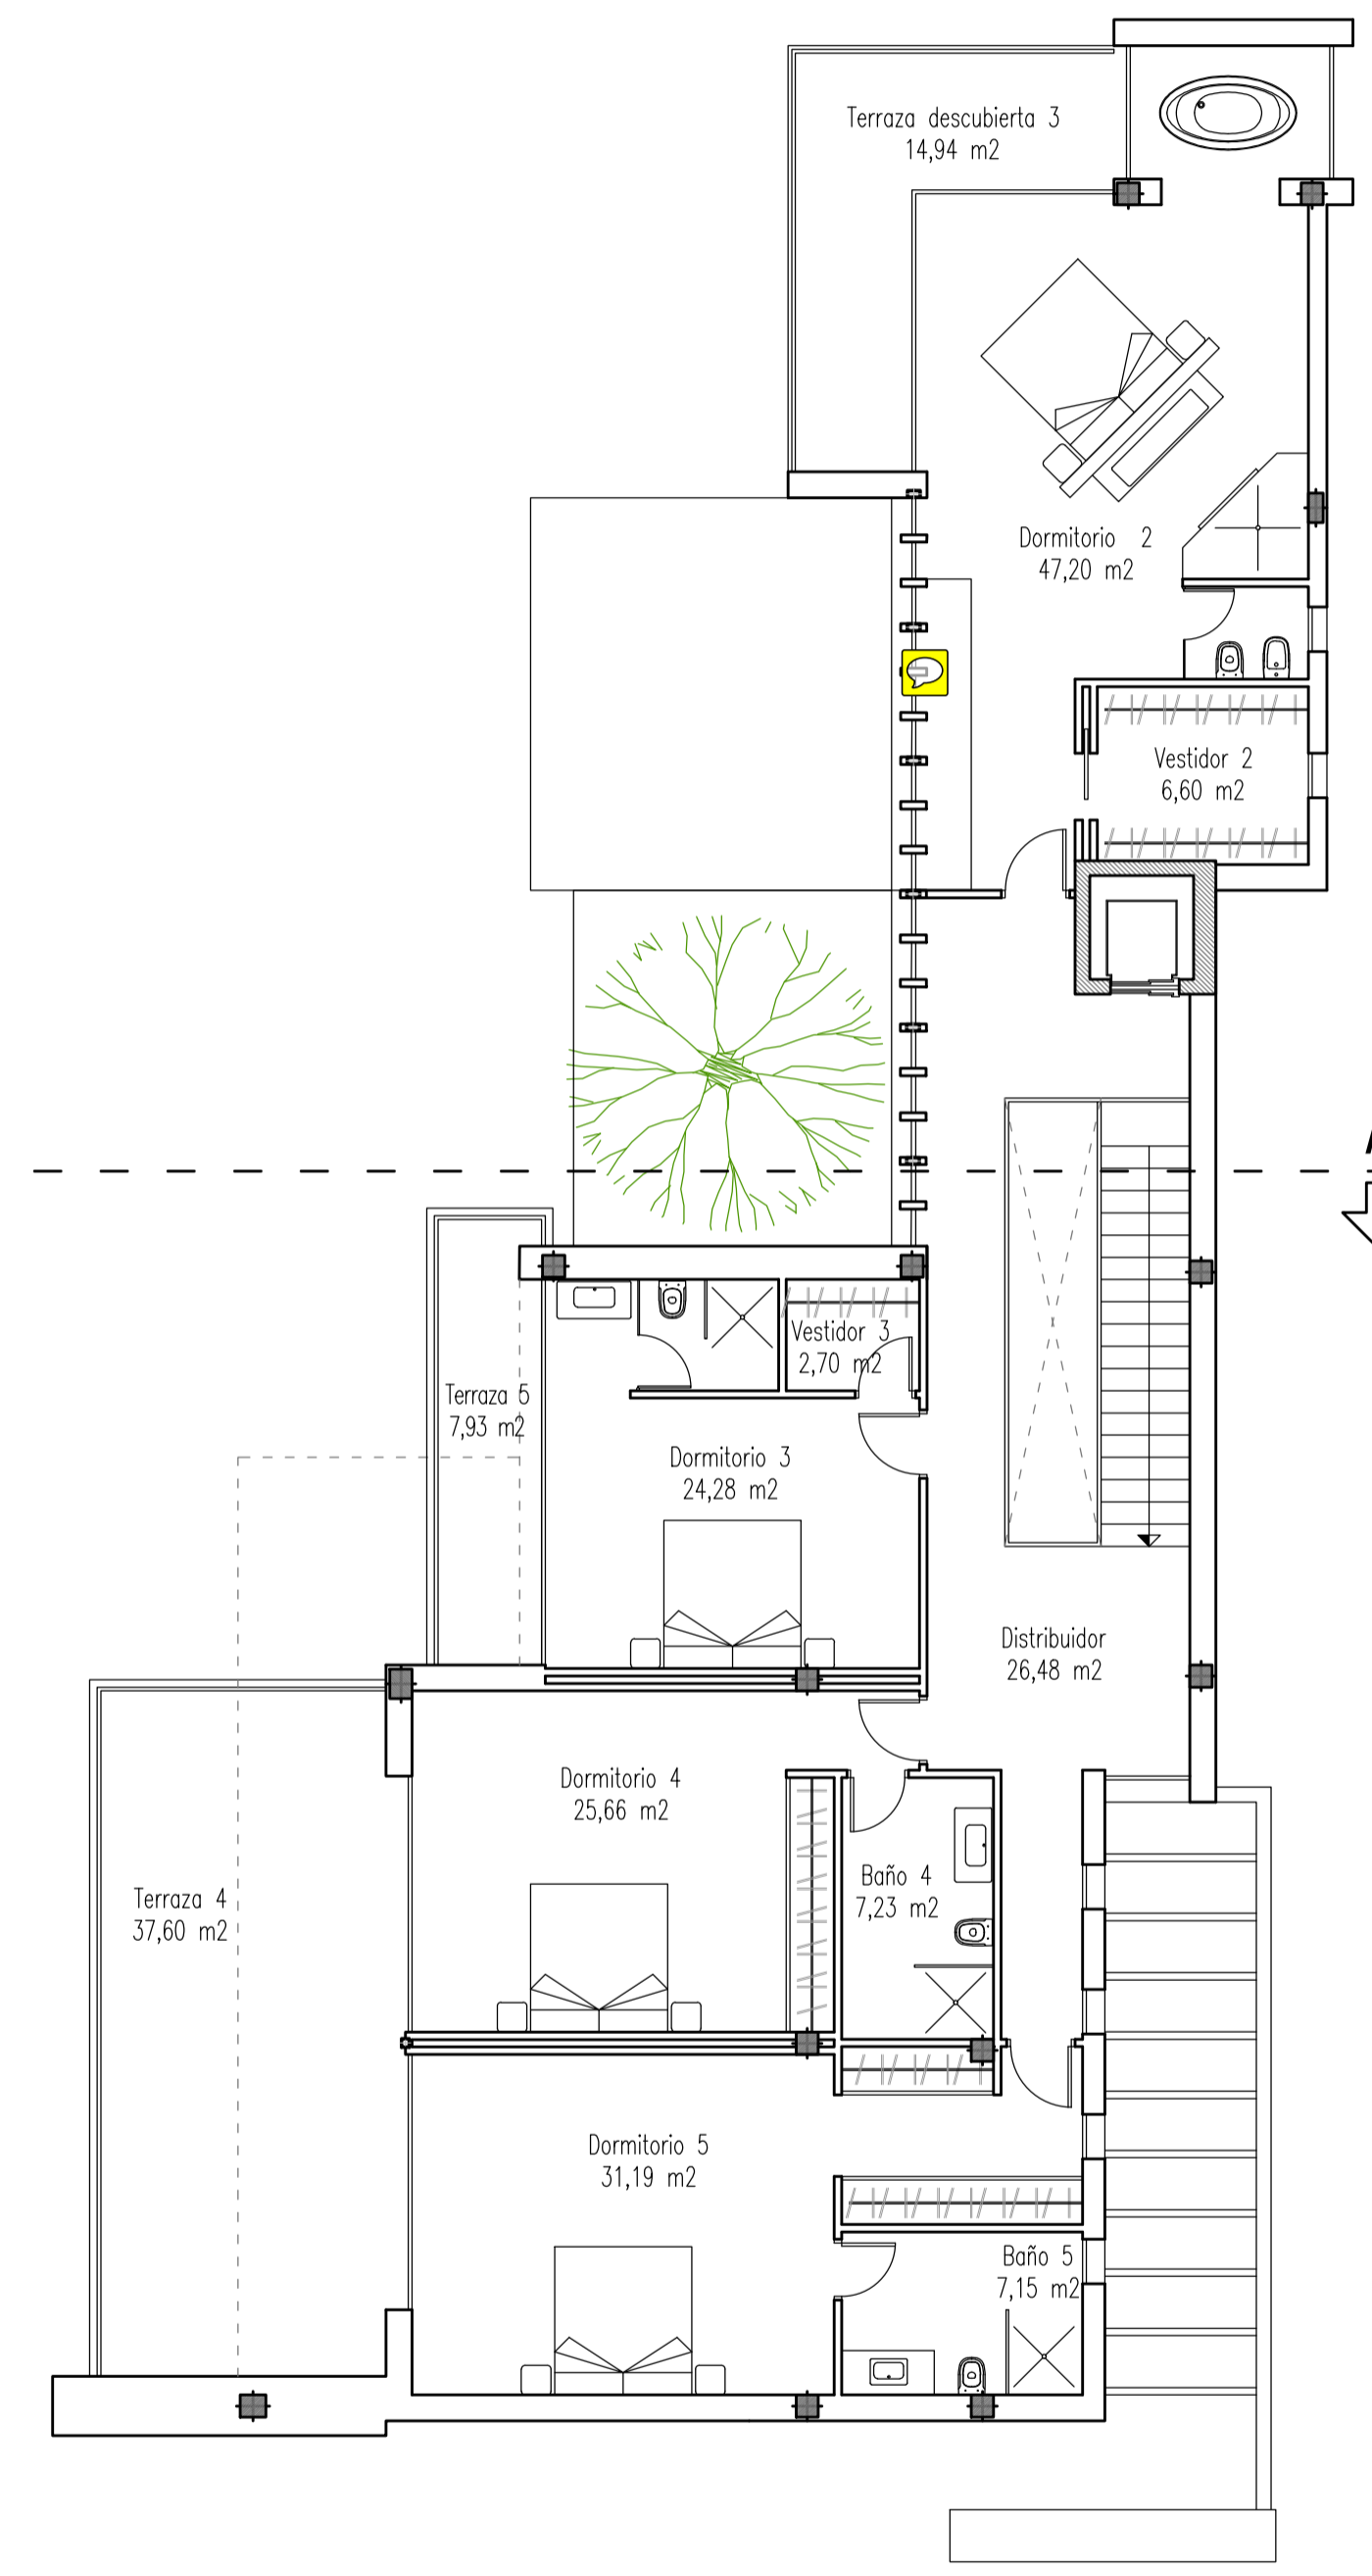 Terraza descubierta 3
14,94 m2
Dormitorio 2
47,20 m2
Vestidor 2
6,60 m2
Vestidor 3
2,70 m2
Terraza 5
7,93 m2
Dormitorio 3
24,28 m2
Distribuidor
26,48 m2
Dormitorio 4
25,66 m2
Baño 4
7,23 m2
Terraza 4
37,60 m2
Dormitorio 5
31,19 m2
Baño 5
7,15 m2